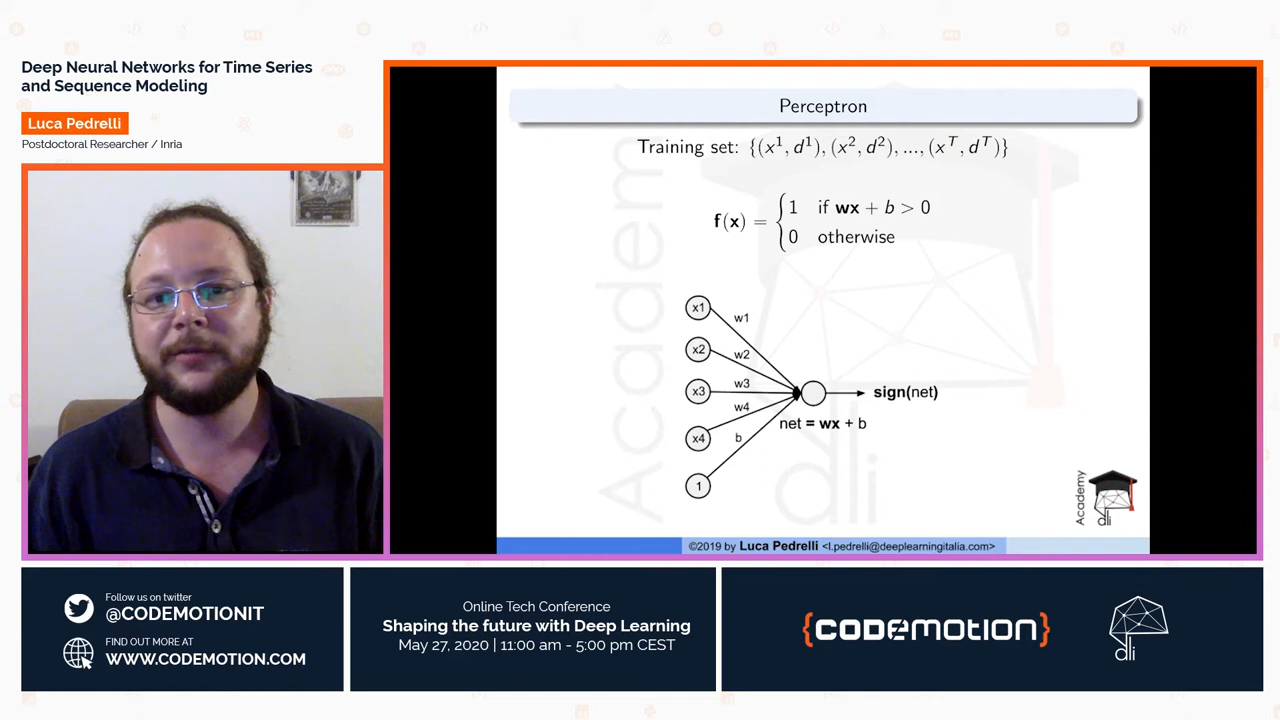 Deep Neural Networks for Time Series
and Sequence Modeling
Luca Pedrelli
Postdoctoral Researcher / Inria
Perceptron
Training set: {(x¹, d¹), (x², d²), ..., (xᵀ, dᵀ)}
f(x) = { 1 if wx + b > 0
0 otherwise
x1
w1
x2
w2
x3
w3
x4
w4
1
b
sign(net)
net = wx + b
Academy
dli
Academy
dli
©2019 by Luca Pedrelli <l.pedrelli@deeplearningitalia.com>
Follow us on twitter
@CODEMOTIONIT
FIND OUT MORE AT
WWW.CODEMOTION.COM
Online Tech Conference
Shaping the future with Deep Learning
May 27, 2020 | 11:00 am - 5:00 pm CEST
{CODEMOTION}
dli